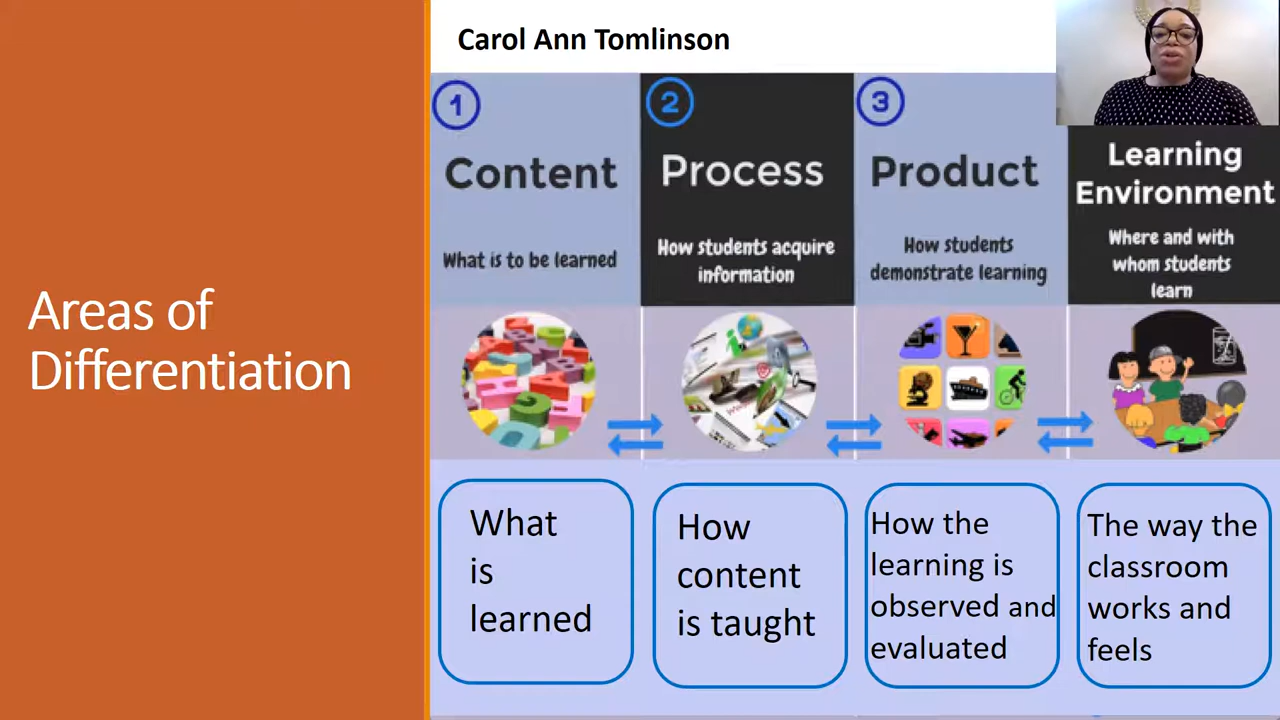 Areas of
Differentiation
Carol Ann Tomlinson
1
Content
What is to be learned
2
Process
How students acquire
information
3
Product
How students
demonstrate learning
Learning
Environment
Where and with
whom students
learn
What
is
learned
How
content
is taught
How the
learning is
observed and
evaluated
The way the
classroom
works and
feels